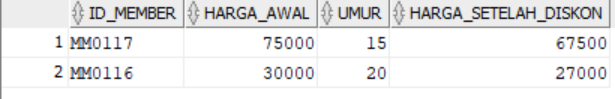 ID_MEMBER HARGA_AWAL UMUR HARGA_SETELAH_DISKON
1 MM0117 75000 15 67500
2 MM0116 30000 20 27000